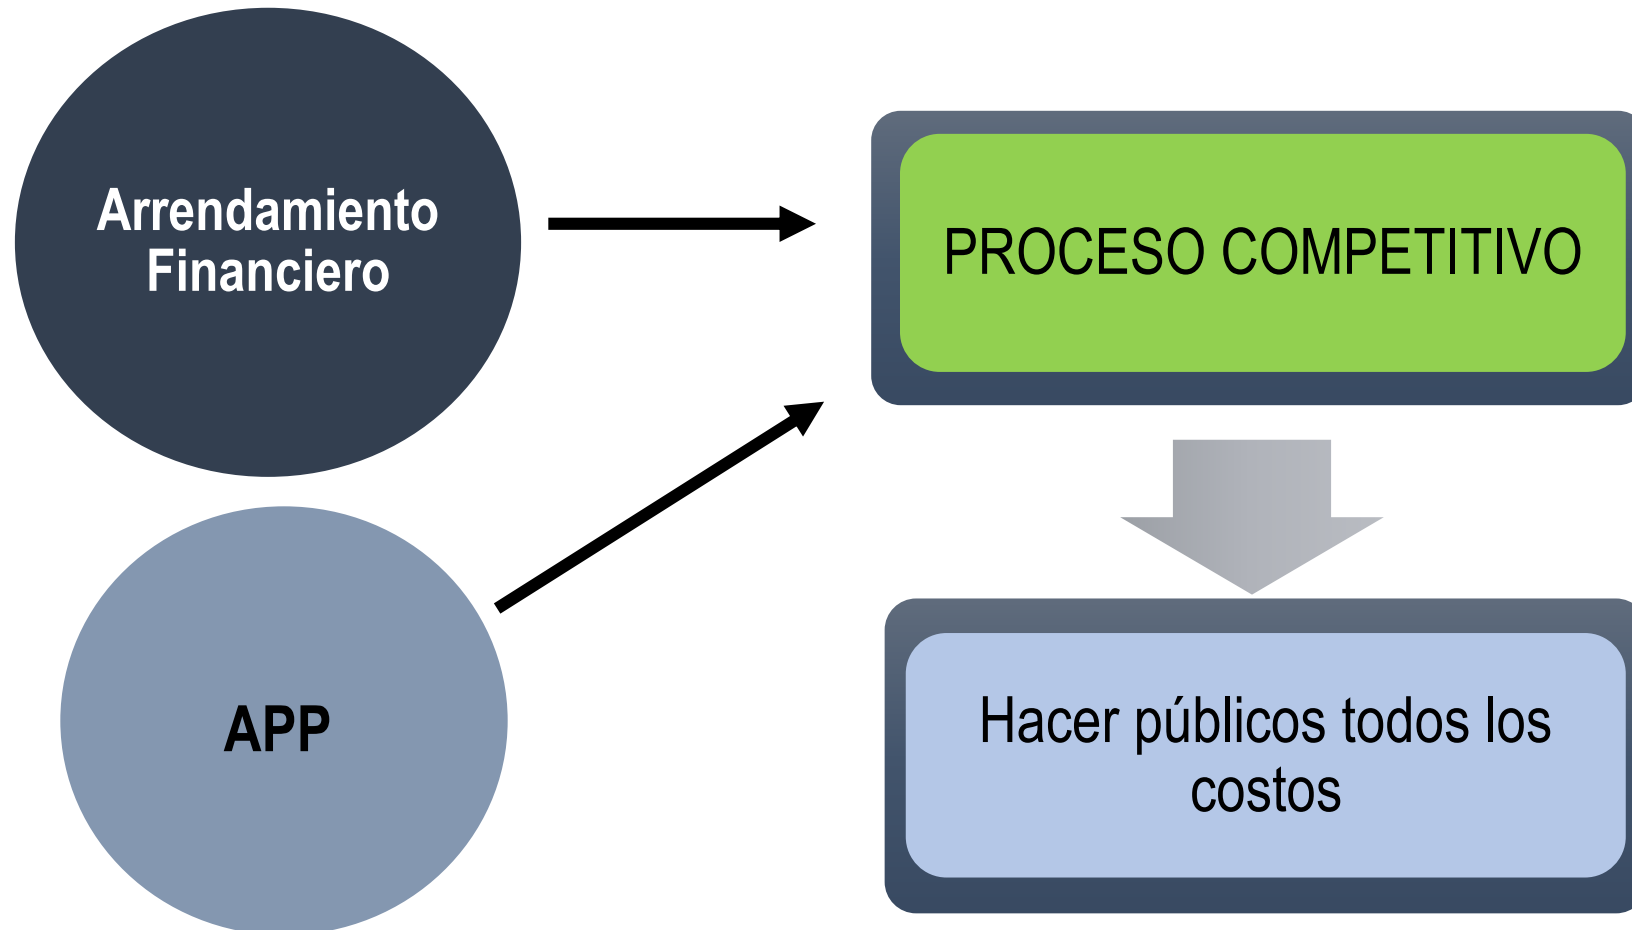 Arrendamiento
Financiero
PROCESO COMPETITIVO
APP
Hacer públicos todos los
costos